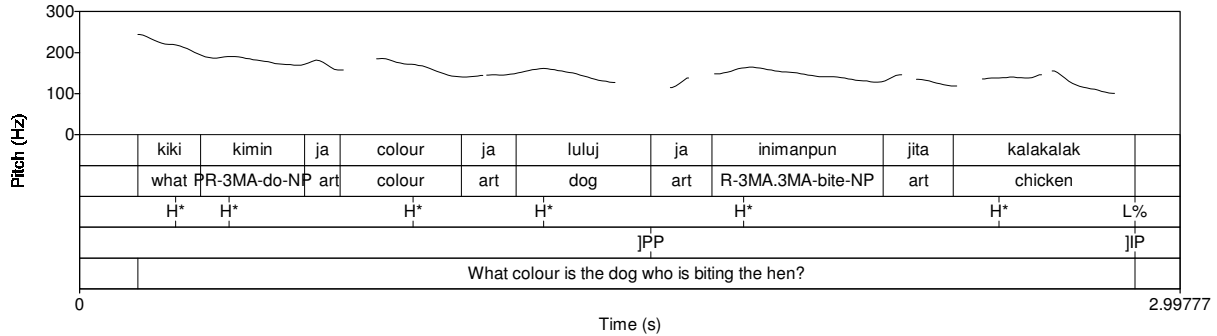 300
200
100
0
Pitch (Hz)
kiki kimin ja colour ja luluj ja inimanpun jita kalakalak
what PR-3MA-do-NP art colour art dog art R-3MA.3MA-bite-NP art chicken
H* H* H* H* H* H* L%
]PP ]IP
What colour is the dog who is biting the hen?
0 2.99777
Time (s)